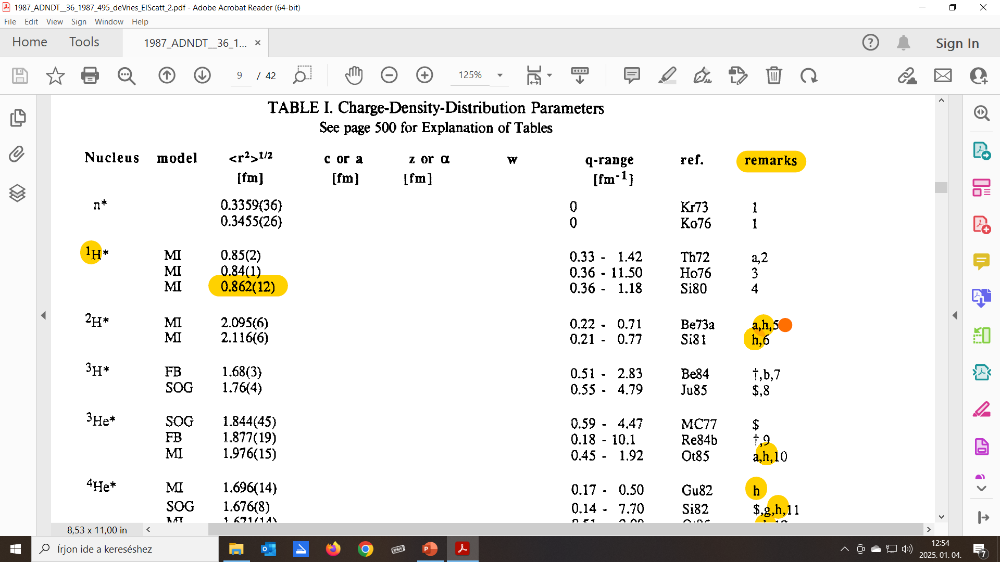 1987_ADNDT__36_1987_495_deVries_ElScatt_2.pdf - Adobe Acrobat Reader (64-bit)
File Edit View Sign Window Help
Home Tools 1987_ADNDT__36_1... × Sign In
9 / 42 125%
TABLE I. Charge-Density-Distribution Parameters
See page 500 for Explanation of Tables
Nucleus model <r²>¹/² c or a z or α w q-range ref. remarks
[fm] [fm] [fm] [fm⁻¹]
n* 0.3359(36) 0 Kr73 1
0.3455(26) 0 Ko76 1
¹H* MI 0.85(2) 0.33 - 1.42 Th72 a,2
MI 0.84(1) 0.36 - 11.50 Ho76 3
MI 0.862(12) 0.36 - 1.18 Si80 4
²H* MI 2.095(6) 0.22 - 0.71 Be73a a,h,5
MI 2.116(6) 0.21 - 0.77 Si81 h,6
³H* FB 1.68(3) 0.51 - 2.83 Be84 †,b,7
SOG 1.76(4) 0.55 - 4.79 Ju85 $,8
³He* SOG 1.844(45) 0.59 - 4.47 MC77 $
FB 1.877(19) 0.18 - 10.1 Re84b †,9
MI 1.976(15) 0.45 - 1.92 Ot85 a,h,10
⁴He* MI 1.696(14) 0.17 - 0.50 Gu82 h
SOG 1.676(8) 0.14 - 7.70 Si82 $,g,h,11
8,53 x 11,00 in
Írjon ide a kereséshez
12:54
2025. 01. 04.
7